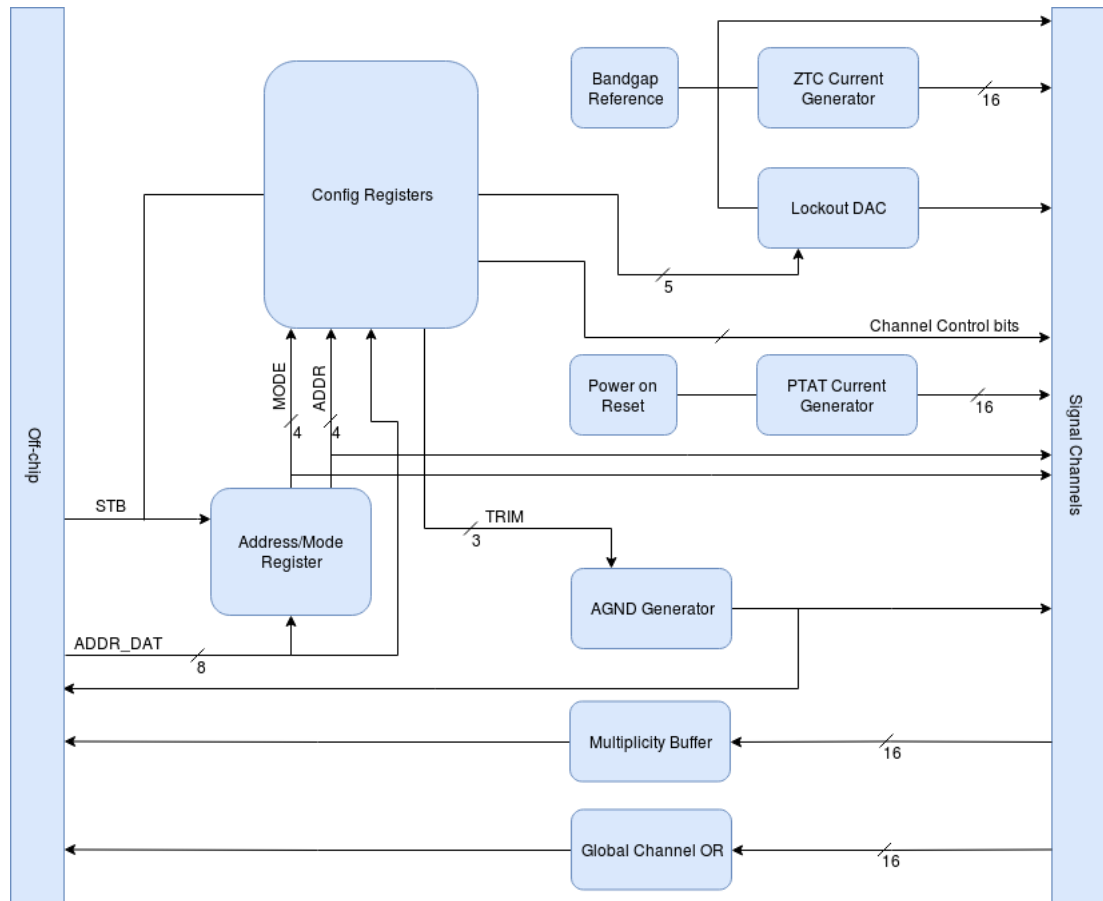 Bandgap
Reference
ZTC Current
Generator
16
Config Registers
Lockout DAC
5
Channel Control bits
MODE
ADDR
4
4
Power on
Reset
PTAT Current
Generator
16
Off-chip
Signal Channels
STB
Address/Mode
Register
TRIM
3
AGND Generator
ADDR_DAT
8
Multiplicity Buffer
16
Global Channel OR
16